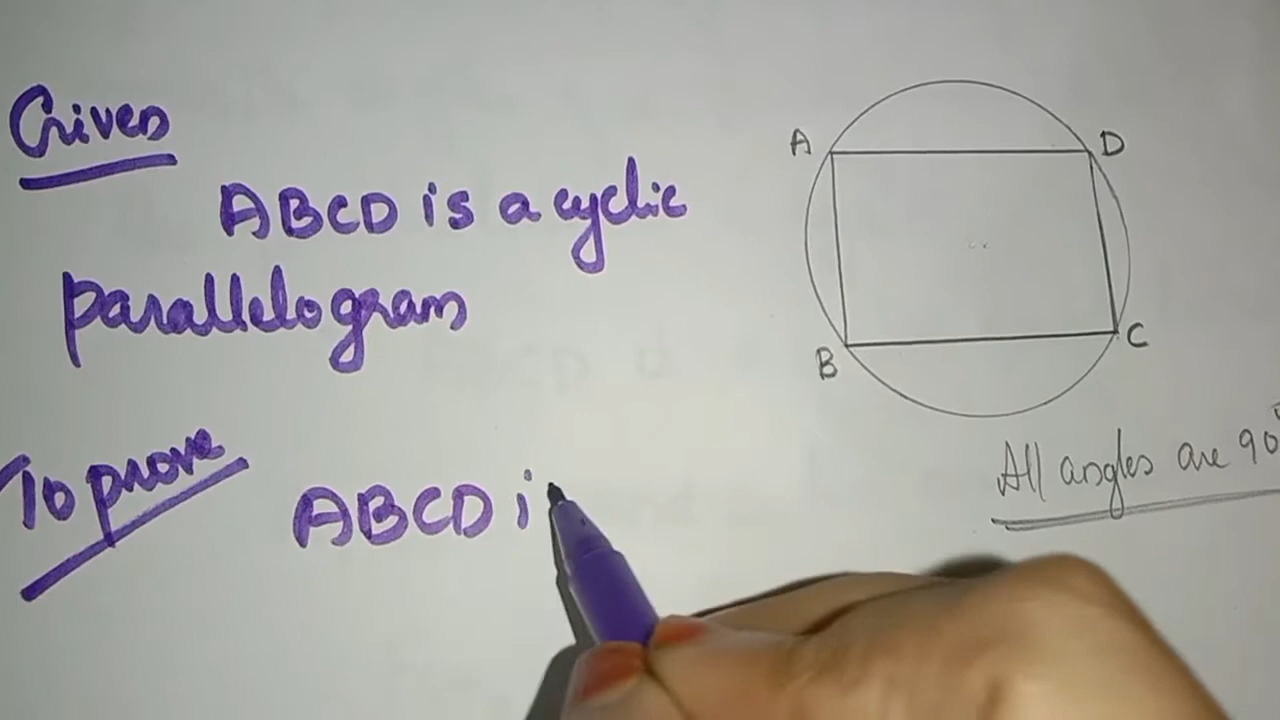 Given
ABCD is a cyclic
parallelogram
To prove
ABCD i
A
D
B
C
All angles are 90°